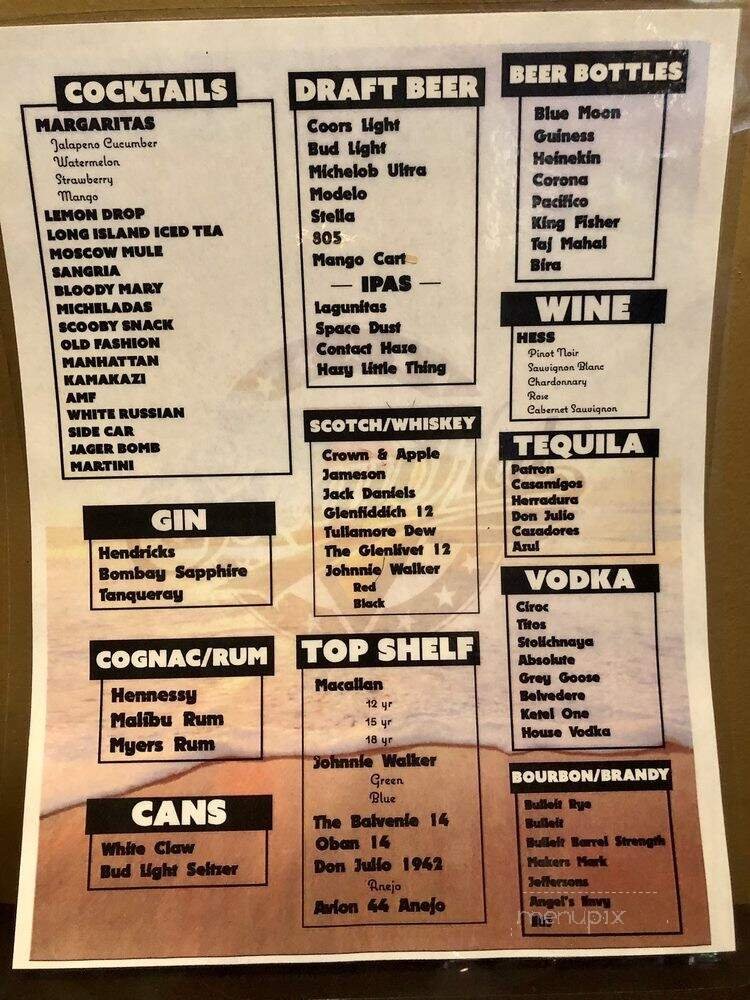 COCKTAILS
MARGARITAS
Jalapeno Cucumber
Watermelon
Strawberry
Mango
LEMON DROP
LONG ISLAND ICED TEA
MOSCOW MULE
SANGRIA
BLOODY MARY
MICHELADAS
SCOOBY SNACK
OLD FASHION
MANHATTAN
KAMAKAZI
AMF
WHITE RUSSIAN
SIDE CAR
JAGER BOMB
MARTINI
GIN
Hendricks
Bombay Sapphire
Tanqueray
COGNAC/RUM
Hennessy
Malibu Rum
Myers Rum
CANS
White Claw
Bud Light Seltzer
DRAFT BEER
Coors Light
Bud Light
Michelob Ultra
Modelo
Stella
805
Mango Cart
— IPAS —
Lagunitas
Space Dust
Contact Haze
Hazy Little Thing
SCOTCH/WHISKEY
Crown & Apple
Jameson
Jack Daniels
Glenfiddich 12
Tullamore Dew
The Glenlivet 12
Johnnie Walker
Red
Black
TOP SHELF
Macallan
12 yr
15 yr
18 yr
Johnnie Walker
Green
Blue
The Balvenie 14
Oban 14
Don Julio 1942
Anejo
Avion 44 Anejo
BEER BOTTLES
Blue Moon
Guiness
Heinekin
Corona
Pacifico
King Fisher
Taj Mahal
Bira
WINE
HESS
Pinot Noir
Sauvignon Blanc
Chardonnary
Rose
Cabernet Sauvignon
TEQUILA
Patron
Casamigos
Herradura
Don Julio
Cazadores
Azul
VODKA
Ciroc
Titos
Stolichnaya
Absolute
Grey Goose
Belvedere
Ketel One
House Vodka
BOURBON/BRANDY
Bulleit Rye
Bulleit
Bulleit Barrel Strength
Makers Mark
Jeffersons
Angel's Envy
menupix